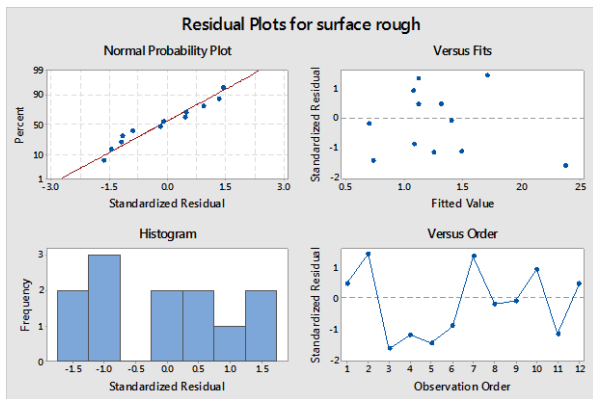 Residual Plots for surface rough
Normal Probability Plot
Versus Fits
99
90
50
10
1
Percent
-3.0 -1.5 0.0 1.5 3.0
Standardized Residual
1
0
-1
-2
Standardized Residual
0.5 1.0 1.5 20 25
Fitted Value
Histogram
Versus Order
3
2
1
0
Frequency
-1.5 -1.0 -0.5 0.0 0.5 1.0 1.5
Standardized Residual
1
0
-1
-2
Standardized Residual
1 2 3 4 5 6 7 8 9 10 11 12
Observation Order